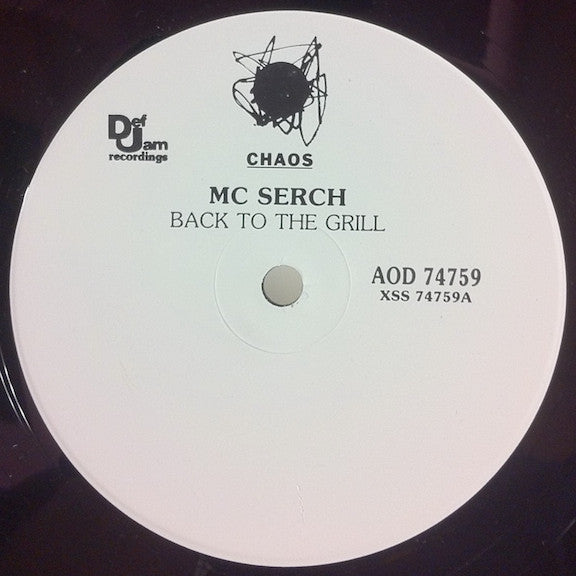 Def
Jam
recordings
CHAOS
MC SERCH
BACK TO THE GRILL
AOD 74759
XSS 74759A